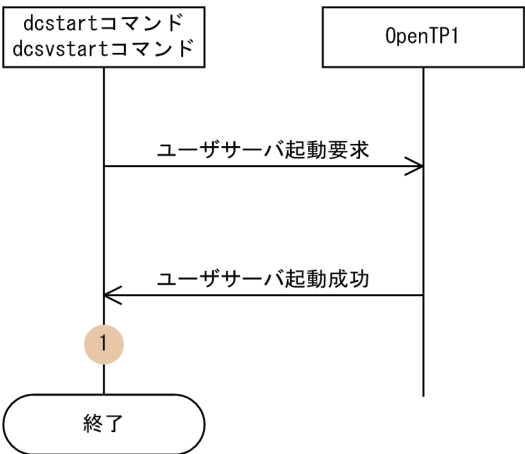 dcstartコマンド
dcsvstartコマンド
OpenTP1
ユーザサーバ起動要求
ユーザサーバ起動成功
1
終了